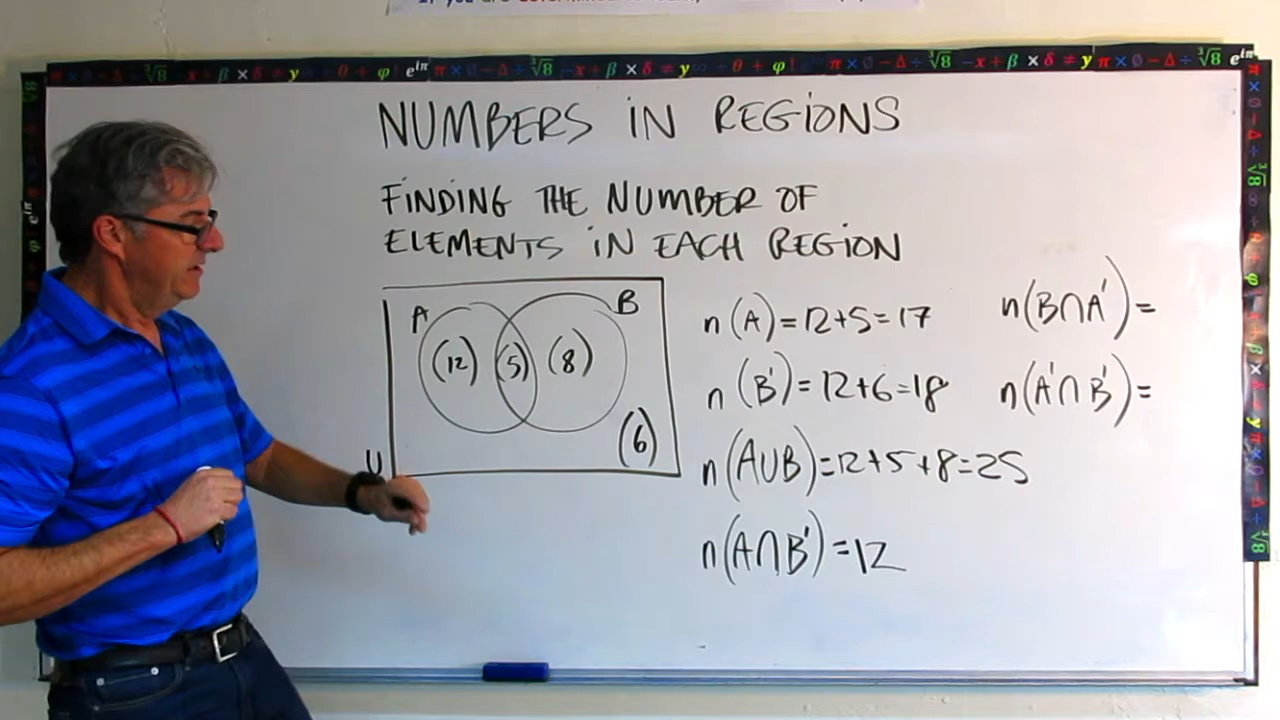 NUMBERS IN REGIONS
FINDING THE NUMBER OF
ELEMENTS IN EACH REGION
A
B
(12)
(5)
(8)
(6)
U
n(A)=12+5=17
n(B')=12+6=18
n(A∪B)=12+5+8=25
n(A∩B')=12
n(B∩A')=
n(A'∩B')=